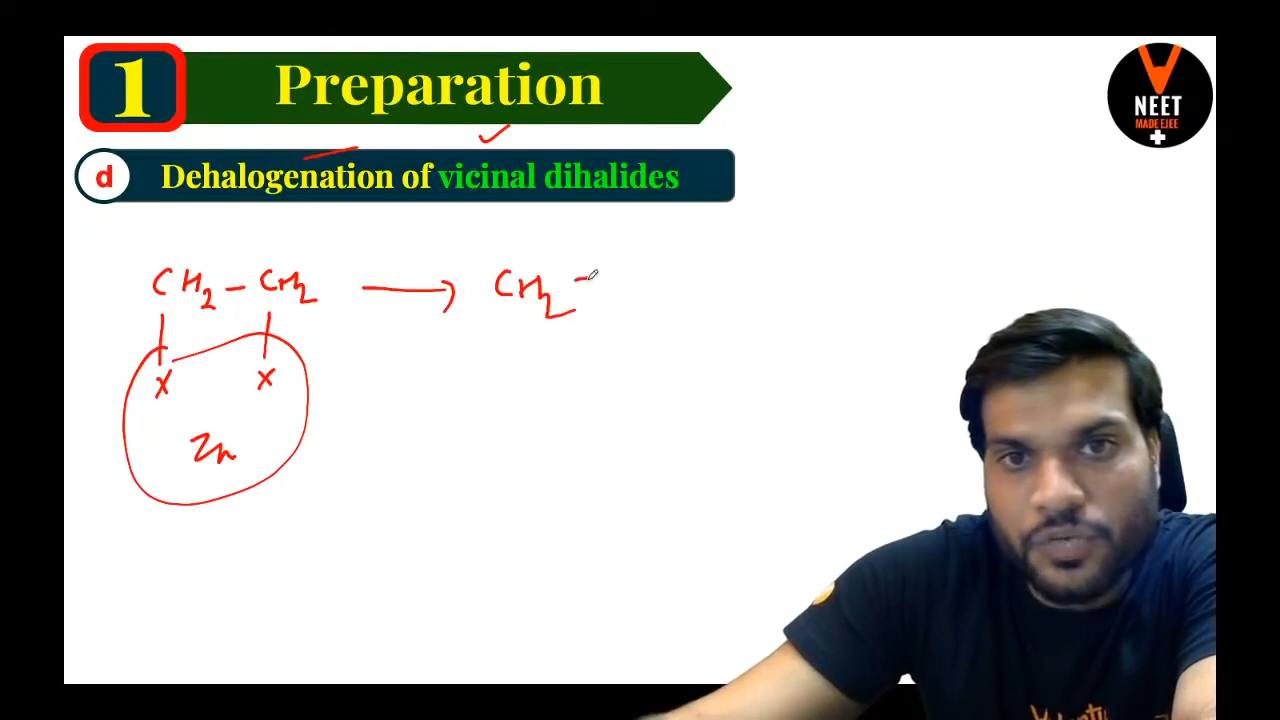 1 Preparation
NEET
MADE EJEE
d Dehalogenation of vicinal dihalides
CH2 – CH2 → CH2 –
X X
Zn